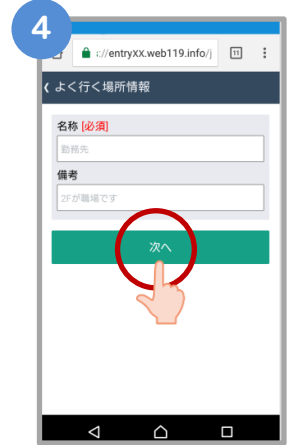 4
://entryXX.web119.info/j
11
よく行く場所情報
名称 [必須]
勤務先
備考
2Fが職場です
次へ